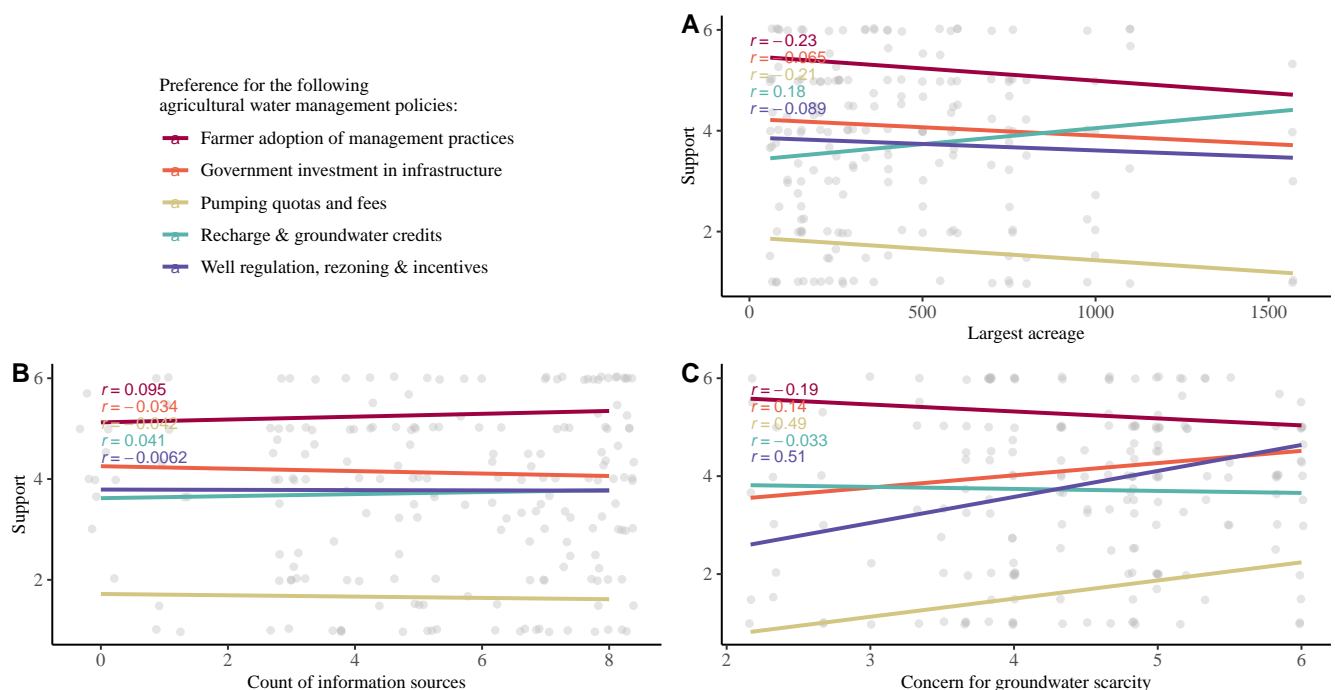 Preference for the following
agricultural water management policies:
a Farmer adoption of management practices
a Government investment in infrastructure
a Pumping quotas and fees
a Recharge & groundwater credits
a Well regulation, rezoning & incentives
A
r = −0.23
r = −0.065
r = −0.21
r = 0.18
r = −0.089
6
4
2
Support
0 500 1000 1500
Largest acreage
B
r = 0.095
r = −0.034
r = −0.042
r = 0.041
r = −0.0062
6
4
2
Support
0 2 4 6 8
Count of information sources
C
r = −0.19
r = 0.14
r = 0.49
r = −0.033
r = 0.51
6
4
2
Support
2 3 4 5 6
Concern for groundwater scarcity